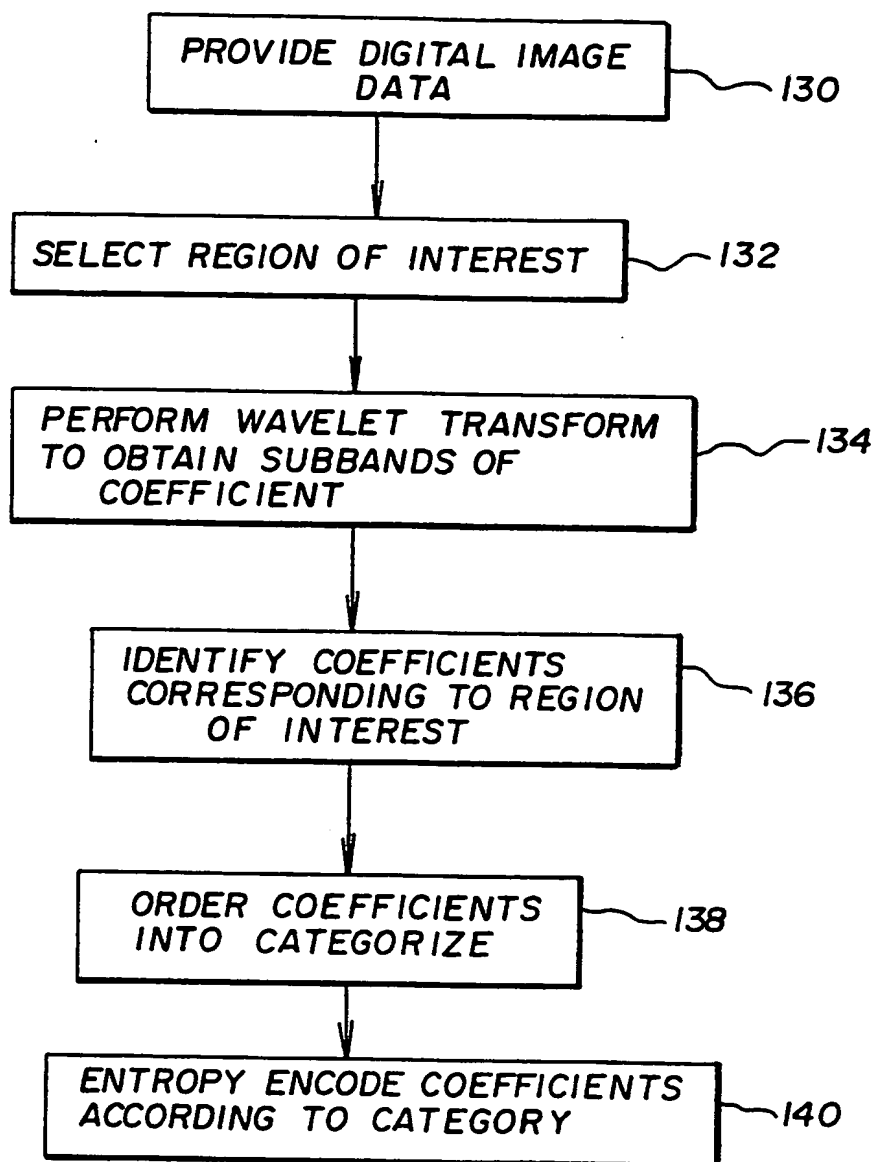 PROVIDE DIGITAL IMAGE
DATA
130
SELECT REGION OF INTEREST
132
PERFORM WAVELET TRANSFORM
TO OBTAIN SUBBANDS OF
COEFFICIENT
134
IDENTIFY COEFFICIENTS
CORRESPONDING TO REGION
OF INTEREST
136
ORDER COEFFICIENTS
INTO CATEGORIZE
138
ENTROPY ENCODE COEFFICIENTS
ACCORDING TO CATEGORY
140